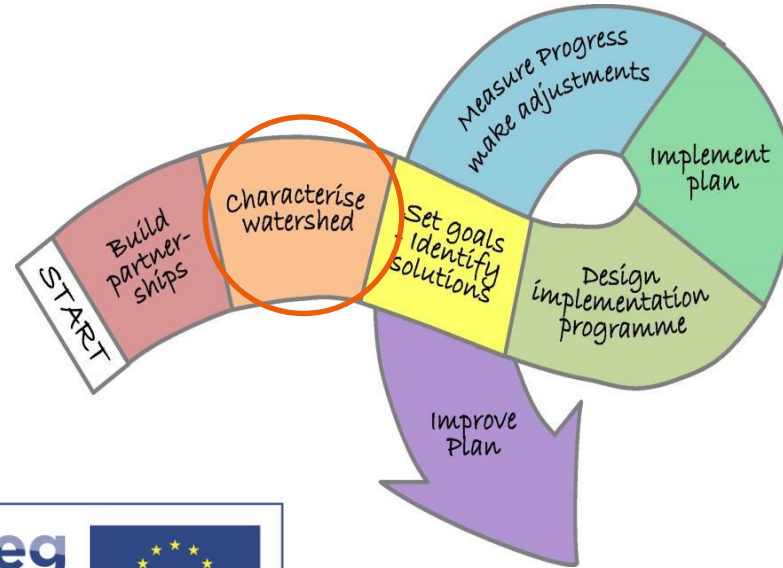 START
Build
partner-
ships
Characterise
watershed
Set goals
- Identify
solutions
Design
implementation
programme
Implement
plan
Measure Progress
make adjustments
Improve
Plan